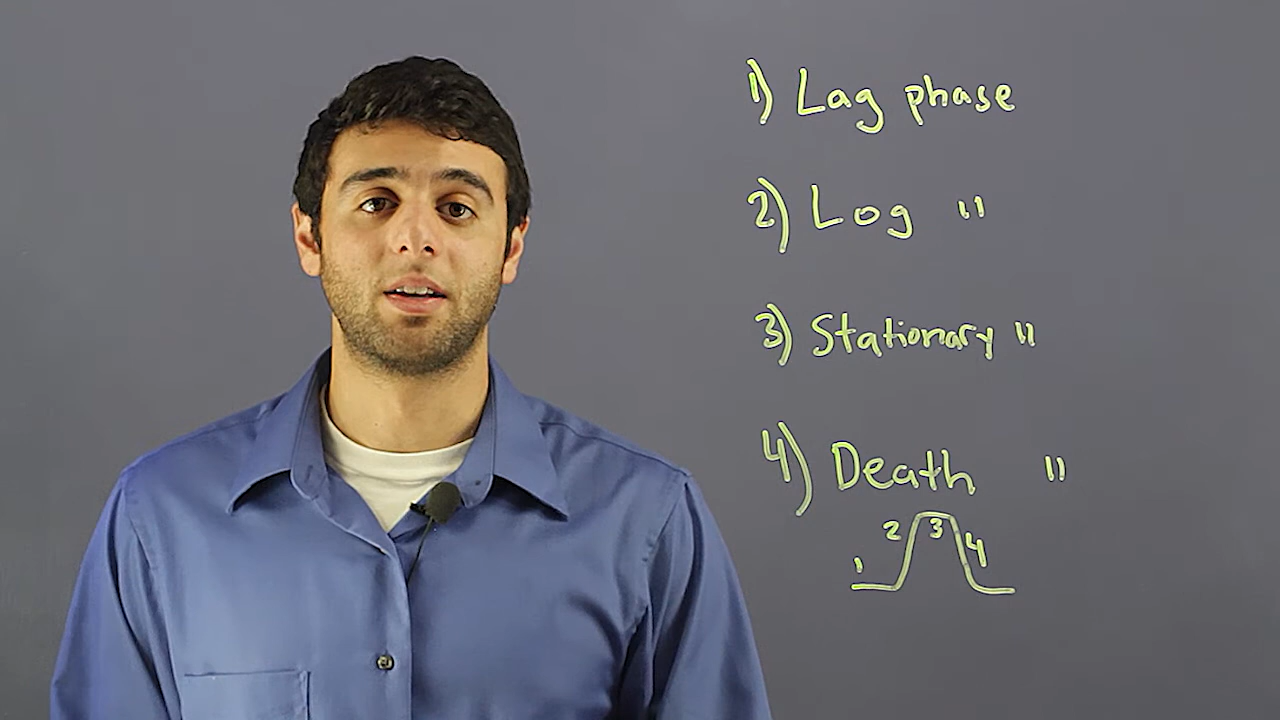 1) Lag phase
2) Log "
3) Stationary "
4) Death "
1 2 3 4